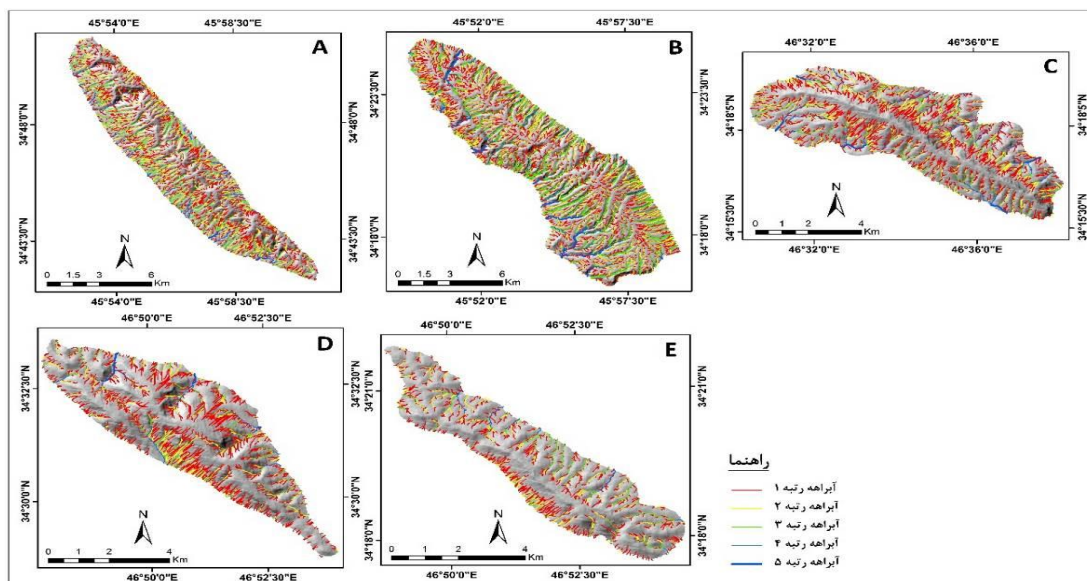 45°54'0"E 45°58'30"E
A
34°48'0"N 34°48'0"N
34°43'30"N 34°43'30"N
N
0 1.5 3 6
Km
45°54'0"E 45°58'30"E
45°52'0"E 45°57'30"E
B
34°23'30"N 34°23'30"N
34°18'0"N 34°18'0"N
N
0 1.5 3 6
Km
45°52'0"E 45°57'30"E
46°32'0"E 46°36'0"E
C
34°18'5"N 34°18'5"N
34°15'30"N 34°15'30"N
N
0 1 2 4
Km
46°32'0"E 46°36'0"E
46°50'0"E 46°52'30"E
D
34°32'30"N 34°32'30"N
34°30'0"N 34°30'0"N
N
0 1 2 4
Km
46°50'0"E 46°52'30"E
46°50'0"E 46°52'30"E
E
34°21'0"N 34°21'0"N
34°18'0"N 34°18'0"N
N
0 1 2 4
Km
46°50'0"E 46°52'30"E
راهنما
آبراهه رتبه ۱
آبراهه رتبه ۲
آبراهه رتبه ۳
آبراهه رتبه ۴
آبراهه رتبه ۵